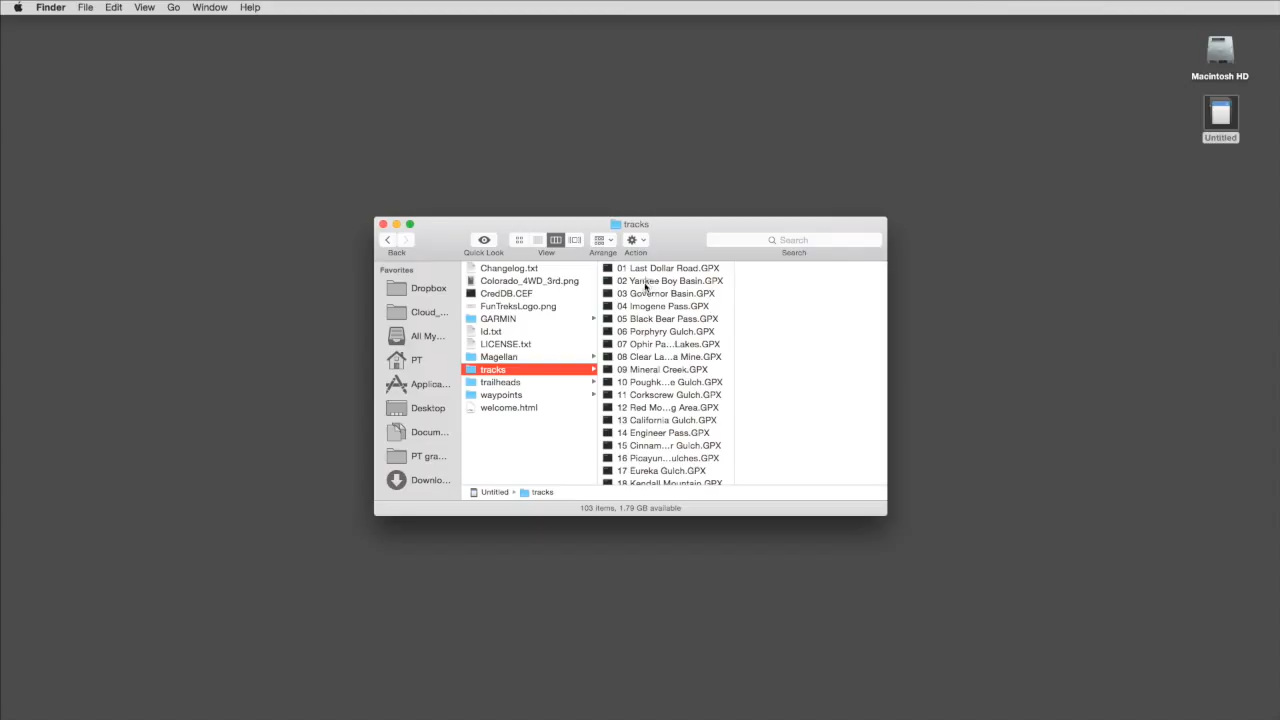 Finder File Edit View Go Window Help
Macintosh HD
Untitled
tracks
Search
Back Quick Look View Arrange Action Search
Favorites
Dropbox
Cloud_...
All My...
PT
Applica...
Desktop
Docum...
PT gra...
Downlo...
Changelog.txt
Colorado_4WD_3rd.png
CredDB.CEF
FunTreksLogo.png
GARMIN
Id.txt
LICENSE.txt
Magellan
tracks
trailheads
waypoints
welcome.html
01 Last Dollar Road.GPX
02 Yankee Boy Basin.GPX
03 Governor Basin.GPX
04 Imogene Pass.GPX
05 Black Bear Pass.GPX
06 Porphyry Gulch.GPX
07 Ophir Pa...Lakes.GPX
08 Clear La...a Mine.GPX
09 Mineral Creek.GPX
10 Poughk...e Gulch.GPX
11 Corkscrew Gulch.GPX
12 Red Mo...g Area.GPX
13 California Gulch.GPX
14 Engineer Pass.GPX
15 Cinnam...r Gulch.GPX
16 Picayun...ulches.GPX
17 Eureka Gulch.GPX
18 Kendall Mountain.GPX
Untitled tracks
103 items, 1.79 GB available